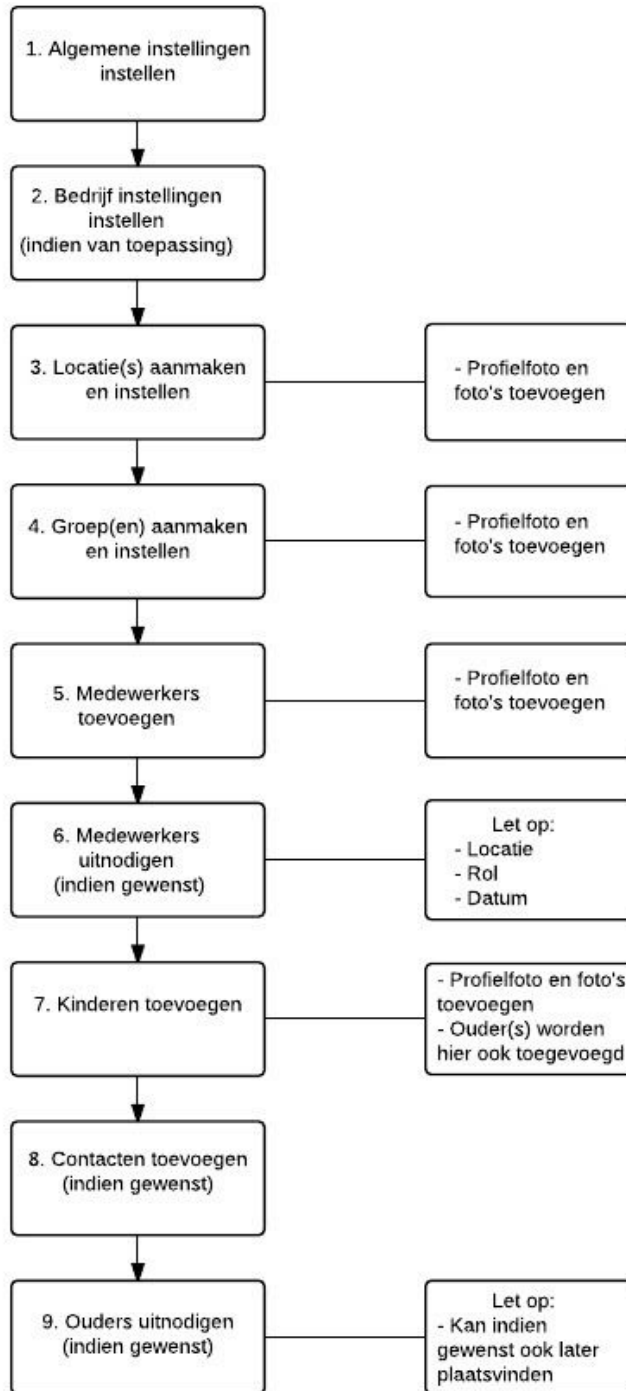 1. Algemene instellingen
instellen
2. Bedrijf instellingen
instellen
(indien van toepassing)
3. Locatie(s) aanmaken
en instellen
- Profielfoto en
foto's toevoegen
4. Groep(en) aanmaken
en instellen
- Profielfoto en
foto's toevoegen
5. Medewerkers
toevoegen
- Profielfoto en
foto's toevoegen
6. Medewerkers
uitnodigen
(indien gewenst)
Let op:
- Locatie
- Rol
- Datum
7. Kinderen toevoegen
- Profielfoto en foto's
toevoegen
- Ouder(s) worden
hier ook toegevoegd
8. Contacten toevoegen
(indien gewenst)
9. Ouders uitnodigen
(indien gewenst)
Let op:
- Kan indien
gewenst ook later
plaatsvinden